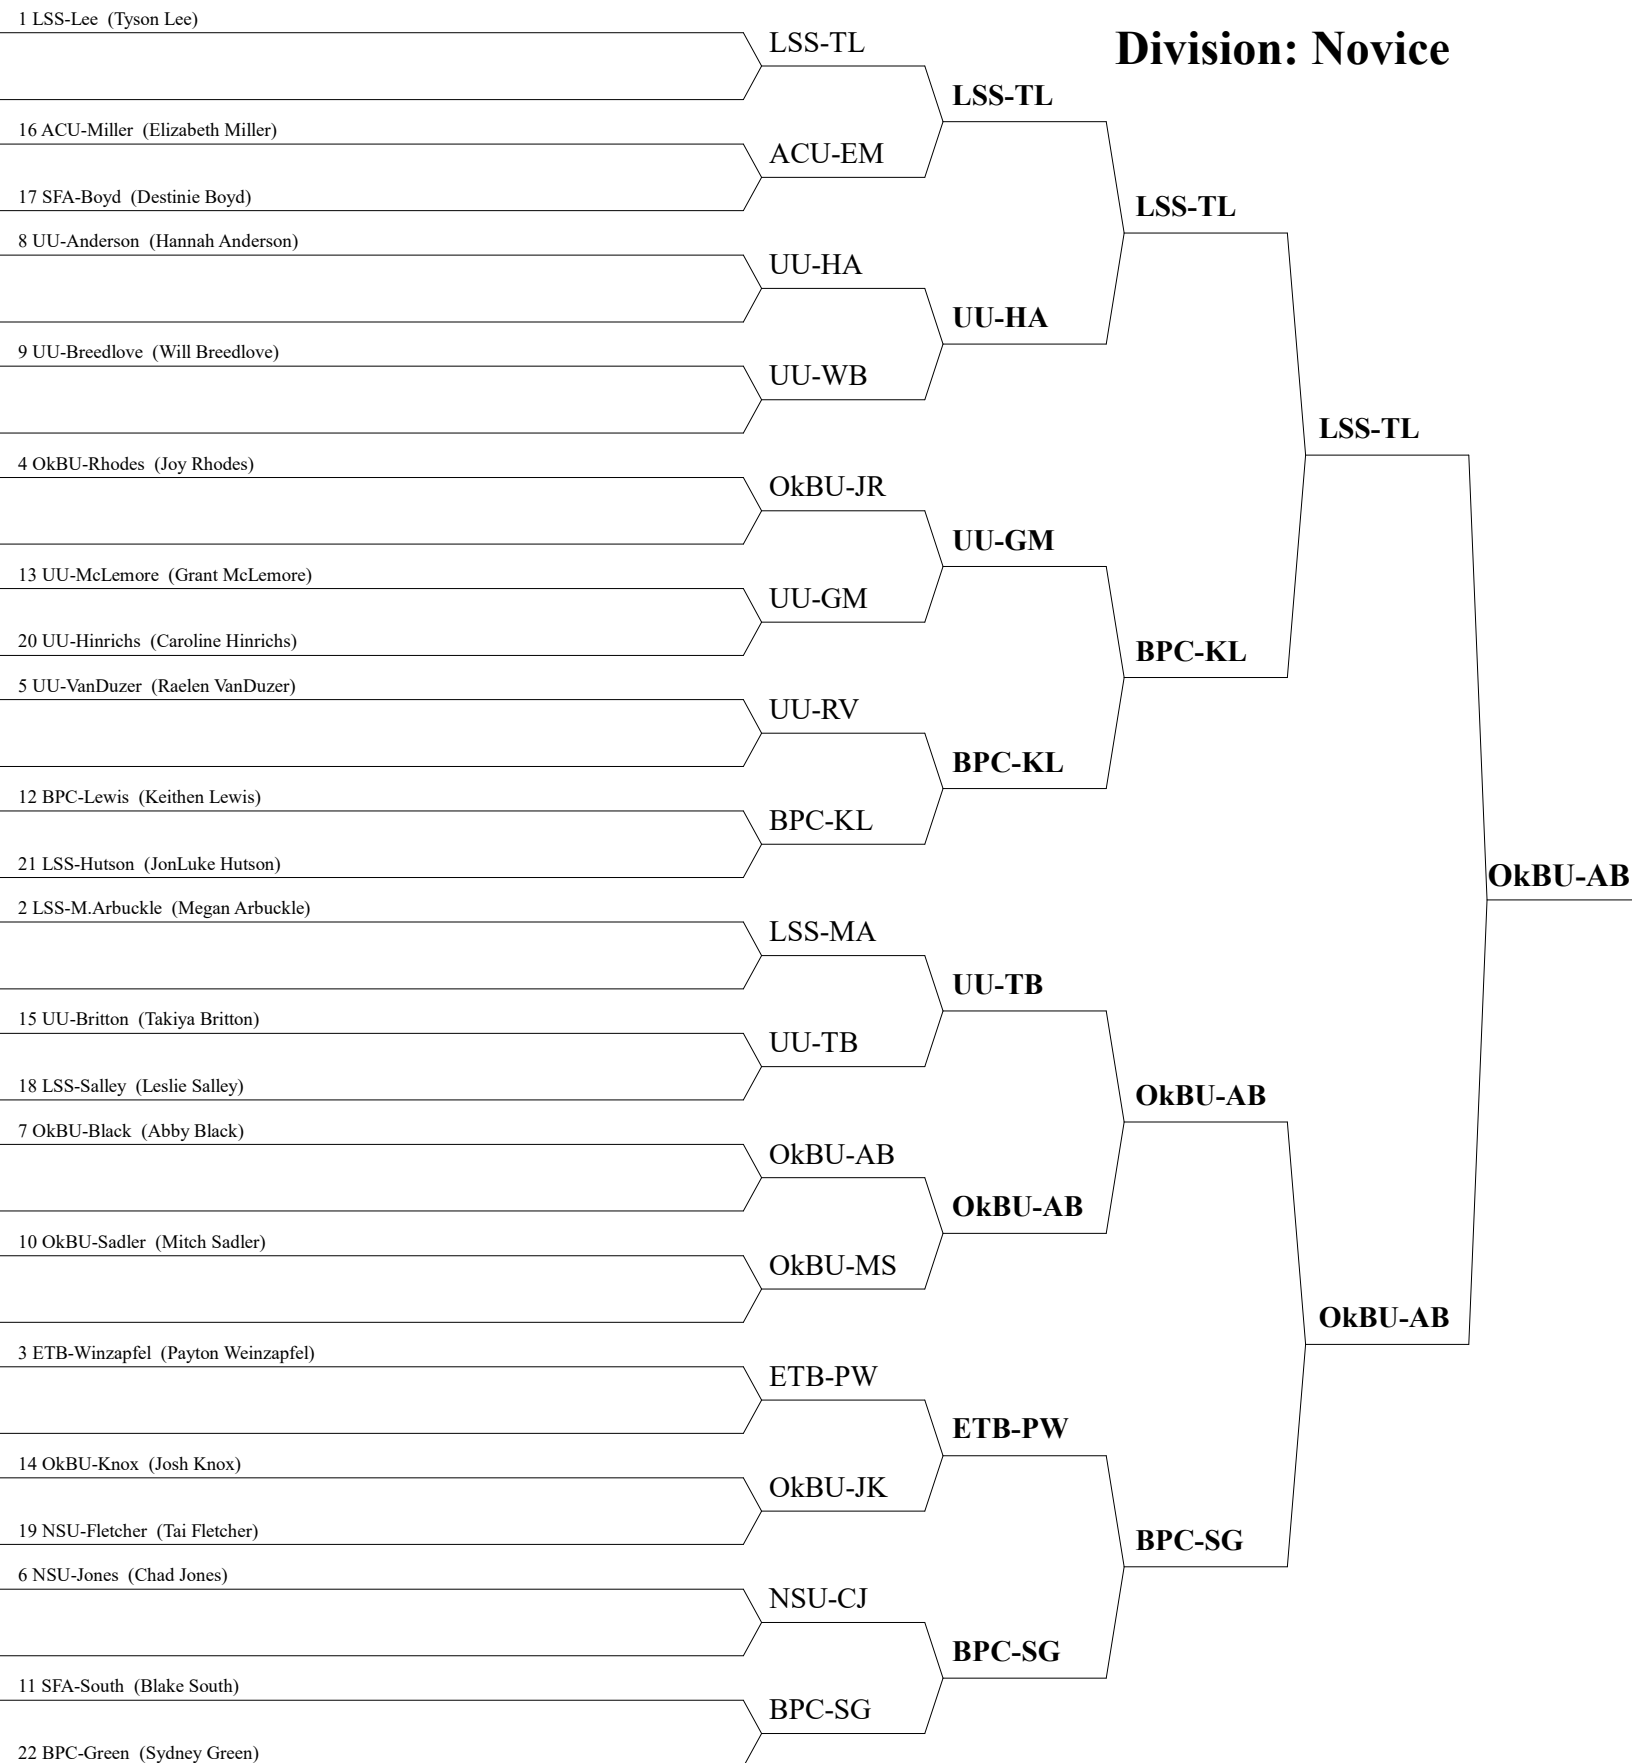 Division: Novice
1 LSS-Lee (Tyson Lee)
16 ACU-Miller (Elizabeth Miller)
17 SFA-Boyd (Destinie Boyd)
8 UU-Anderson (Hannah Anderson)
9 UU-Breedlove (Will Breedlove)
4 OkBU-Rhodes (Joy Rhodes)
13 UU-McLemore (Grant McLemore)
20 UU-Hinrichs (Caroline Hinrichs)
5 UU-VanDuzer (Raelen VanDuzer)
12 BPC-Lewis (Keithen Lewis)
21 LSS-Hutson (JonLuke Hutson)
2 LSS-M.Arbuckle (Megan Arbuckle)
15 UU-Britton (Takiya Britton)
18 LSS-Salley (Leslie Salley)
7 OkBU-Black (Abby Black)
10 OkBU-Sadler (Mitch Sadler)
3 ETB-Winzapfel (Payton Weinzapfel)
14 OkBU-Knox (Josh Knox)
19 NSU-Fletcher (Tai Fletcher)
6 NSU-Jones (Chad Jones)
11 SFA-South (Blake South)
22 BPC-Green (Sydney Green)
LSS-TL
ACU-EM
UU-HA
UU-WB
OkBU-JR
UU-GM
UU-RV
BPC-KL
LSS-MA
UU-TB
OkBU-AB
OkBU-MS
ETB-PW
OkBU-JK
NSU-CJ
BPC-SG
LSS-TL
UU-HA
UU-GM
BPC-KL
UU-TB
OkBU-AB
ETB-PW
BPC-SG
LSS-TL
BPC-KL
OkBU-AB
BPC-SG
LSS-TL
OkBU-AB
OkBU-AB